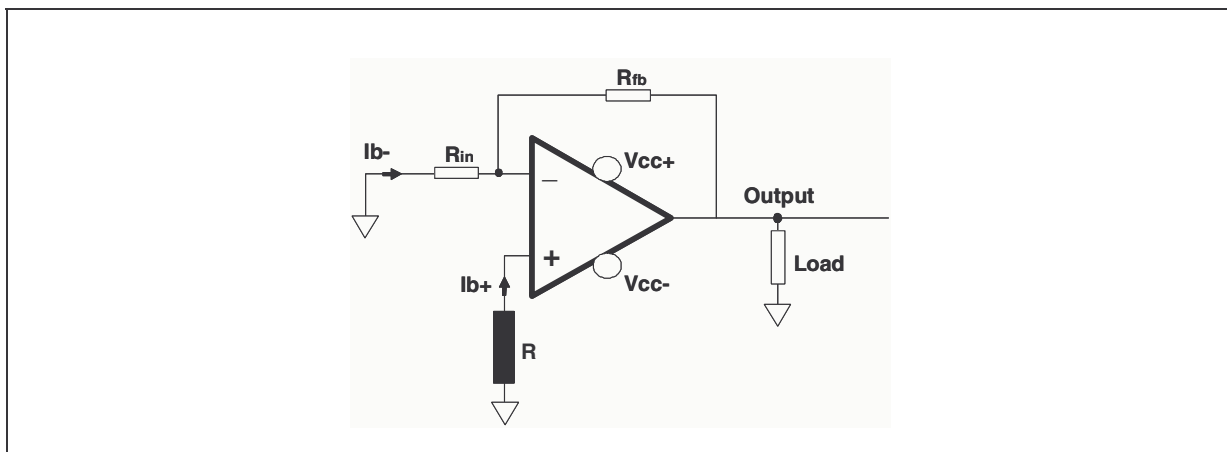 Rfb
Ib-
Rin
Vcc+
–
Output
+
Load
Ib+
Vcc-
R